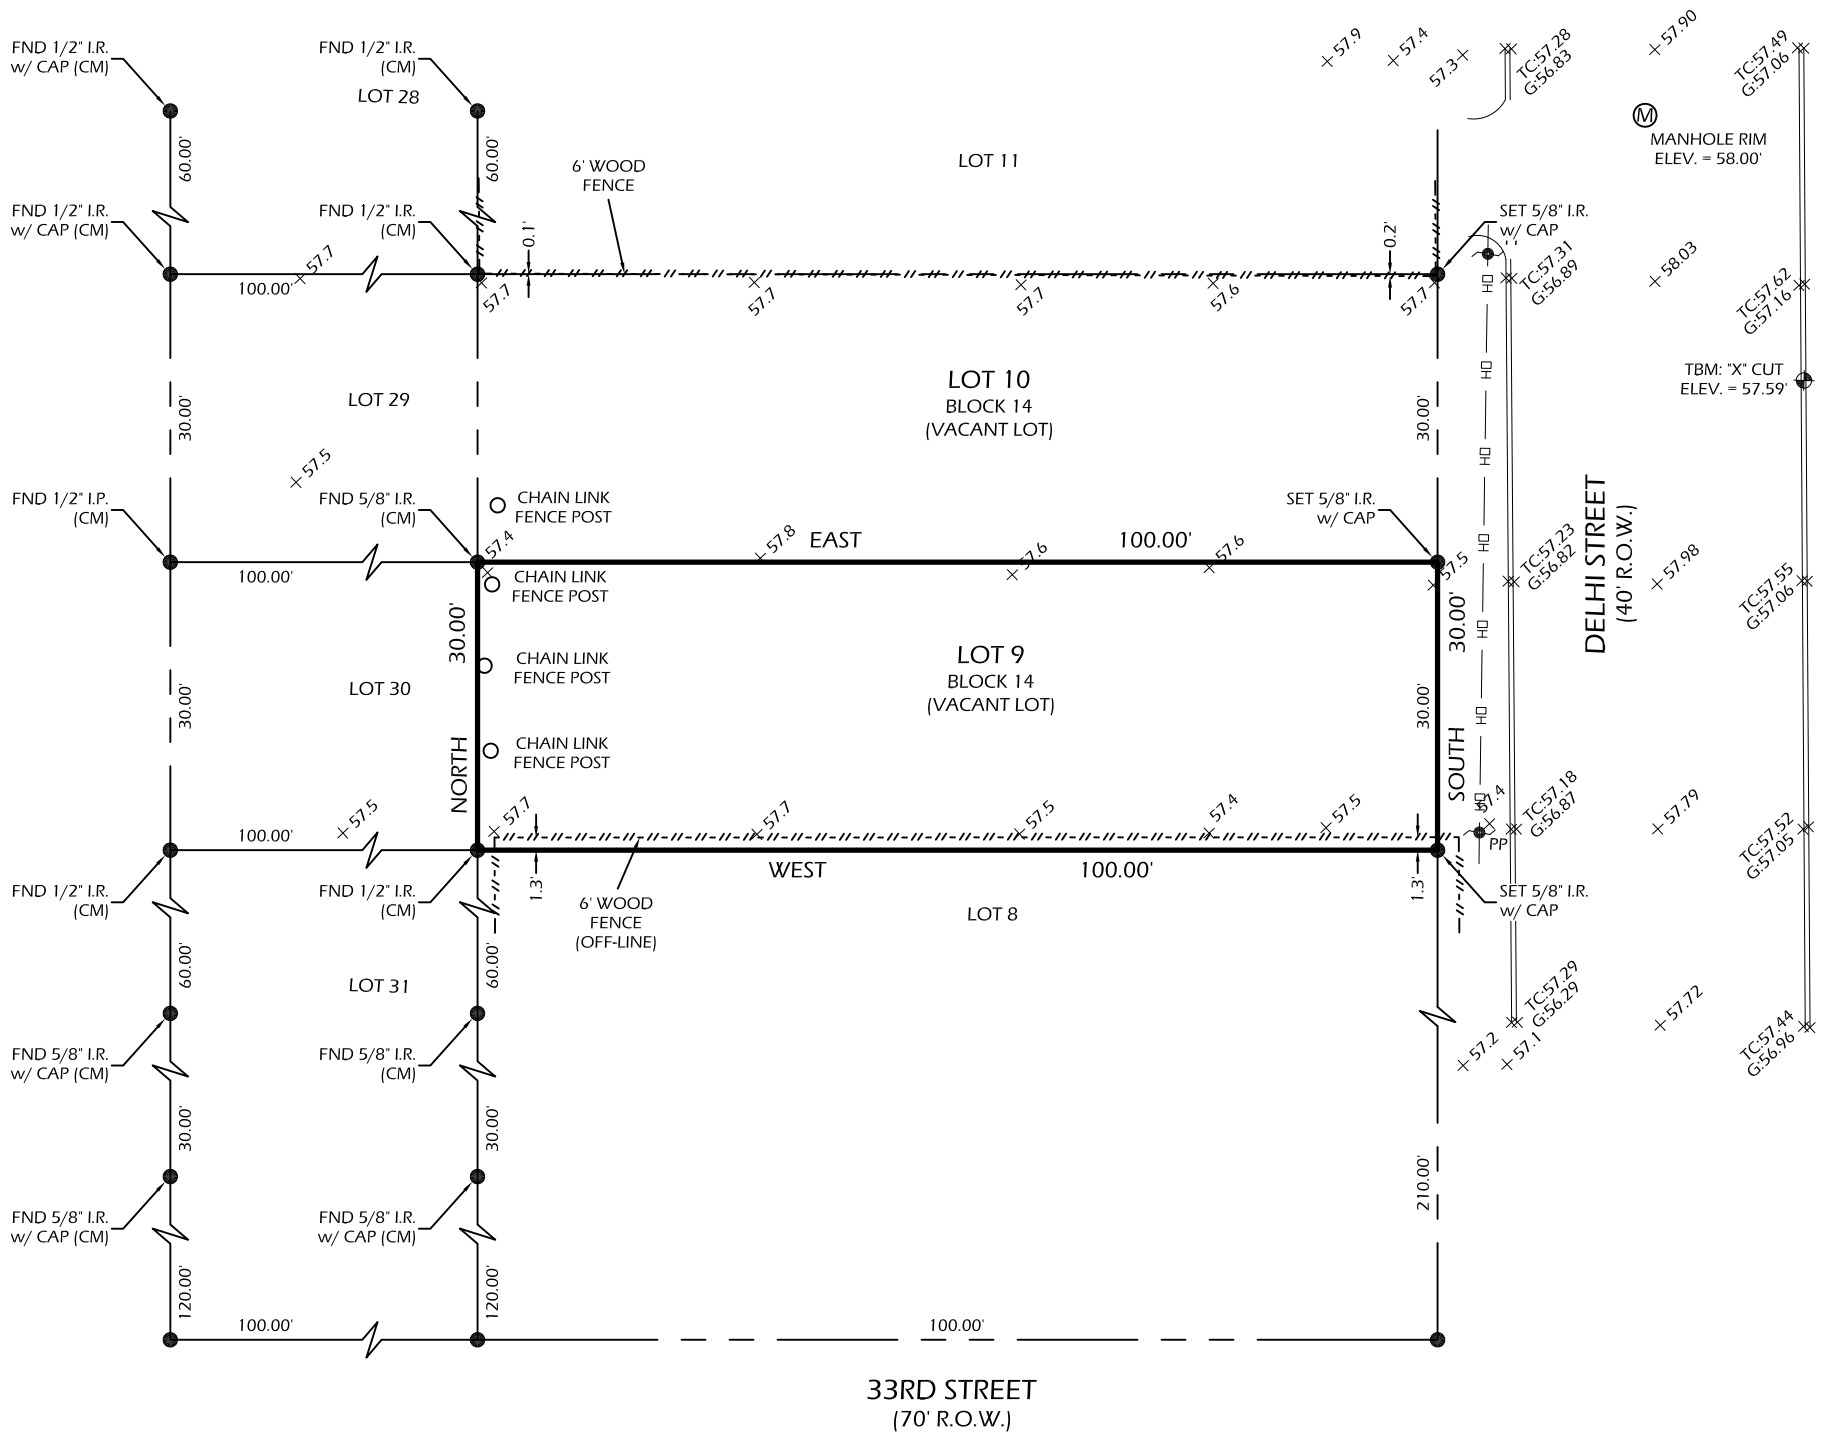 FND 1/2" I.R.
w/ CAP (CM)
FND 1/2" I.R.
(CM)
LOT 28
57.9
57.4
57.3
TC:57.28
G:56.83
57.90
TC:57.49
G:57.06
M
MANHOLE RIM
ELEV. = 58.00'
60.00'
60.00'
6' WOOD
FENCE
LOT 11
FND 1/2" I.R.
w/ CAP (CM)
FND 1/2" I.R.
(CM)
0.1'
0.2'
SET 5/8" I.R.
w/ CAP
57.7
100.00'
57.7
57.7
57.7
57.6
57.7
TC:57.31
G:56.89
58.03
TC:57.62
G:57.16
OH
LOT 10
BLOCK 14
(VACANT LOT)
LOT 29
30.00'
30.00'
OH
TBM: "X" CUT
ELEV. = 57.59'
57.5
OH
FND 1/2" I.P.
(CM)
FND 5/8" I.R.
(CM)
CHAIN LINK
FENCE POST
SET 5/8" I.R.
w/ CAP
DELHI STREET
(40' R.O.W.)
57.4
57.8
EAST
57.6
100.00'
57.6
57.5
OH
TC:57.23
G:56.82
57.98
TC:57.55
G:57.06
100.00'
CHAIN LINK
FENCE POST
30.00'
30.00'
OH
LOT 9
BLOCK 14
(VACANT LOT)
CHAIN LINK
FENCE POST
LOT 30
30.00'
30.00'
OH
NORTH
CHAIN LINK
FENCE POST
SOUTH
OH
57.5
100.00'
57.7
57.7
57.5
57.4
57.5
57.4
PP
TC:57.18
G:56.87
57.79
TC:57.52
G:57.05
WEST
100.00'
FND 1/2" I.R.
(CM)
FND 1/2" I.R.
(CM)
1.3'
6' WOOD
FENCE
(OFF-LINE)
LOT 8
1.3'
SET 5/8" I.R.
w/ CAP
60.00'
60.00'
LOT 31
TC:57.29
G:56.29
57.72
TC:57.44
G:56.96
57.2
57.1
FND 5/8" I.R.
w/ CAP (CM)
FND 5/8" I.R.
(CM)
30.00'
30.00'
210.00'
FND 5/8" I.R.
w/ CAP (CM)
FND 5/8" I.R.
w/ CAP (CM)
120.00'
120.00'
100.00'
100.00'
33RD STREET
(70' R.O.W.)